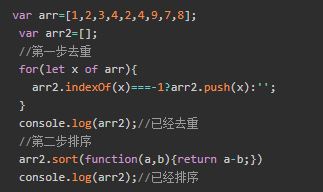 var arr=[1,2,3,4,2,4,9,7,8];
var arr2=[];
//第一步去重
for(let x of arr){
arr2.indexOf(x)===-1?arr2.push(x):'';
}
console.log(arr2);//已经去重
//第二步排序
arr2.sort(function(a,b){return a-b;})
console.log(arr2);//已经排序